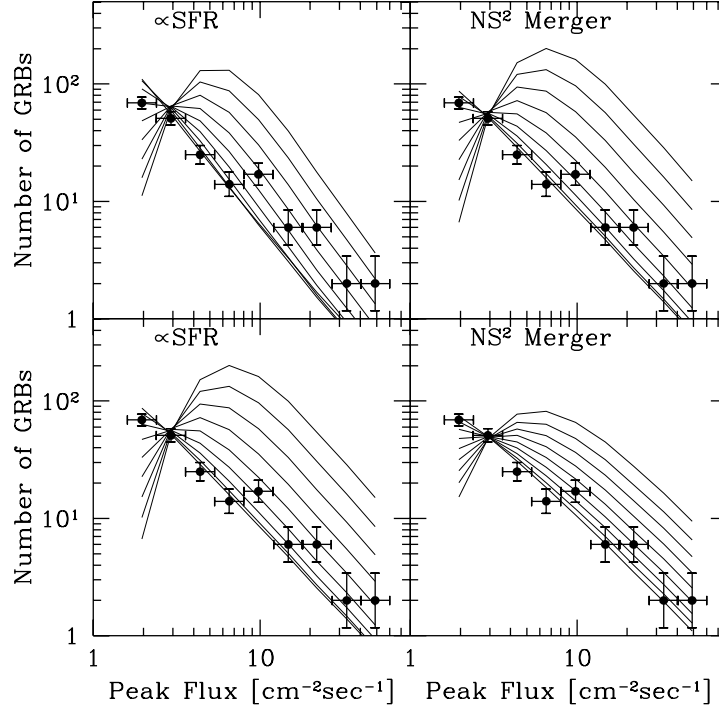 ∝SFR
NS² Merger
10²
10¹
1
Number of GRBs
∝SFR
NS² Merger
10²
10¹
1
Number of GRBs
1
10
1
10
Peak Flux [cm⁻²sec⁻¹]
Peak Flux [cm⁻²sec⁻¹]